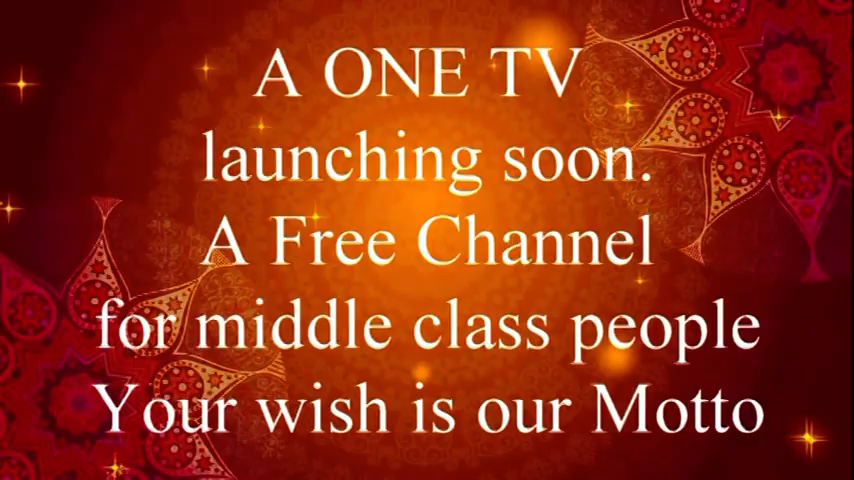 A ONE TV
launching soon.
A Free Channel
for middle class people
Your wish is our Motto